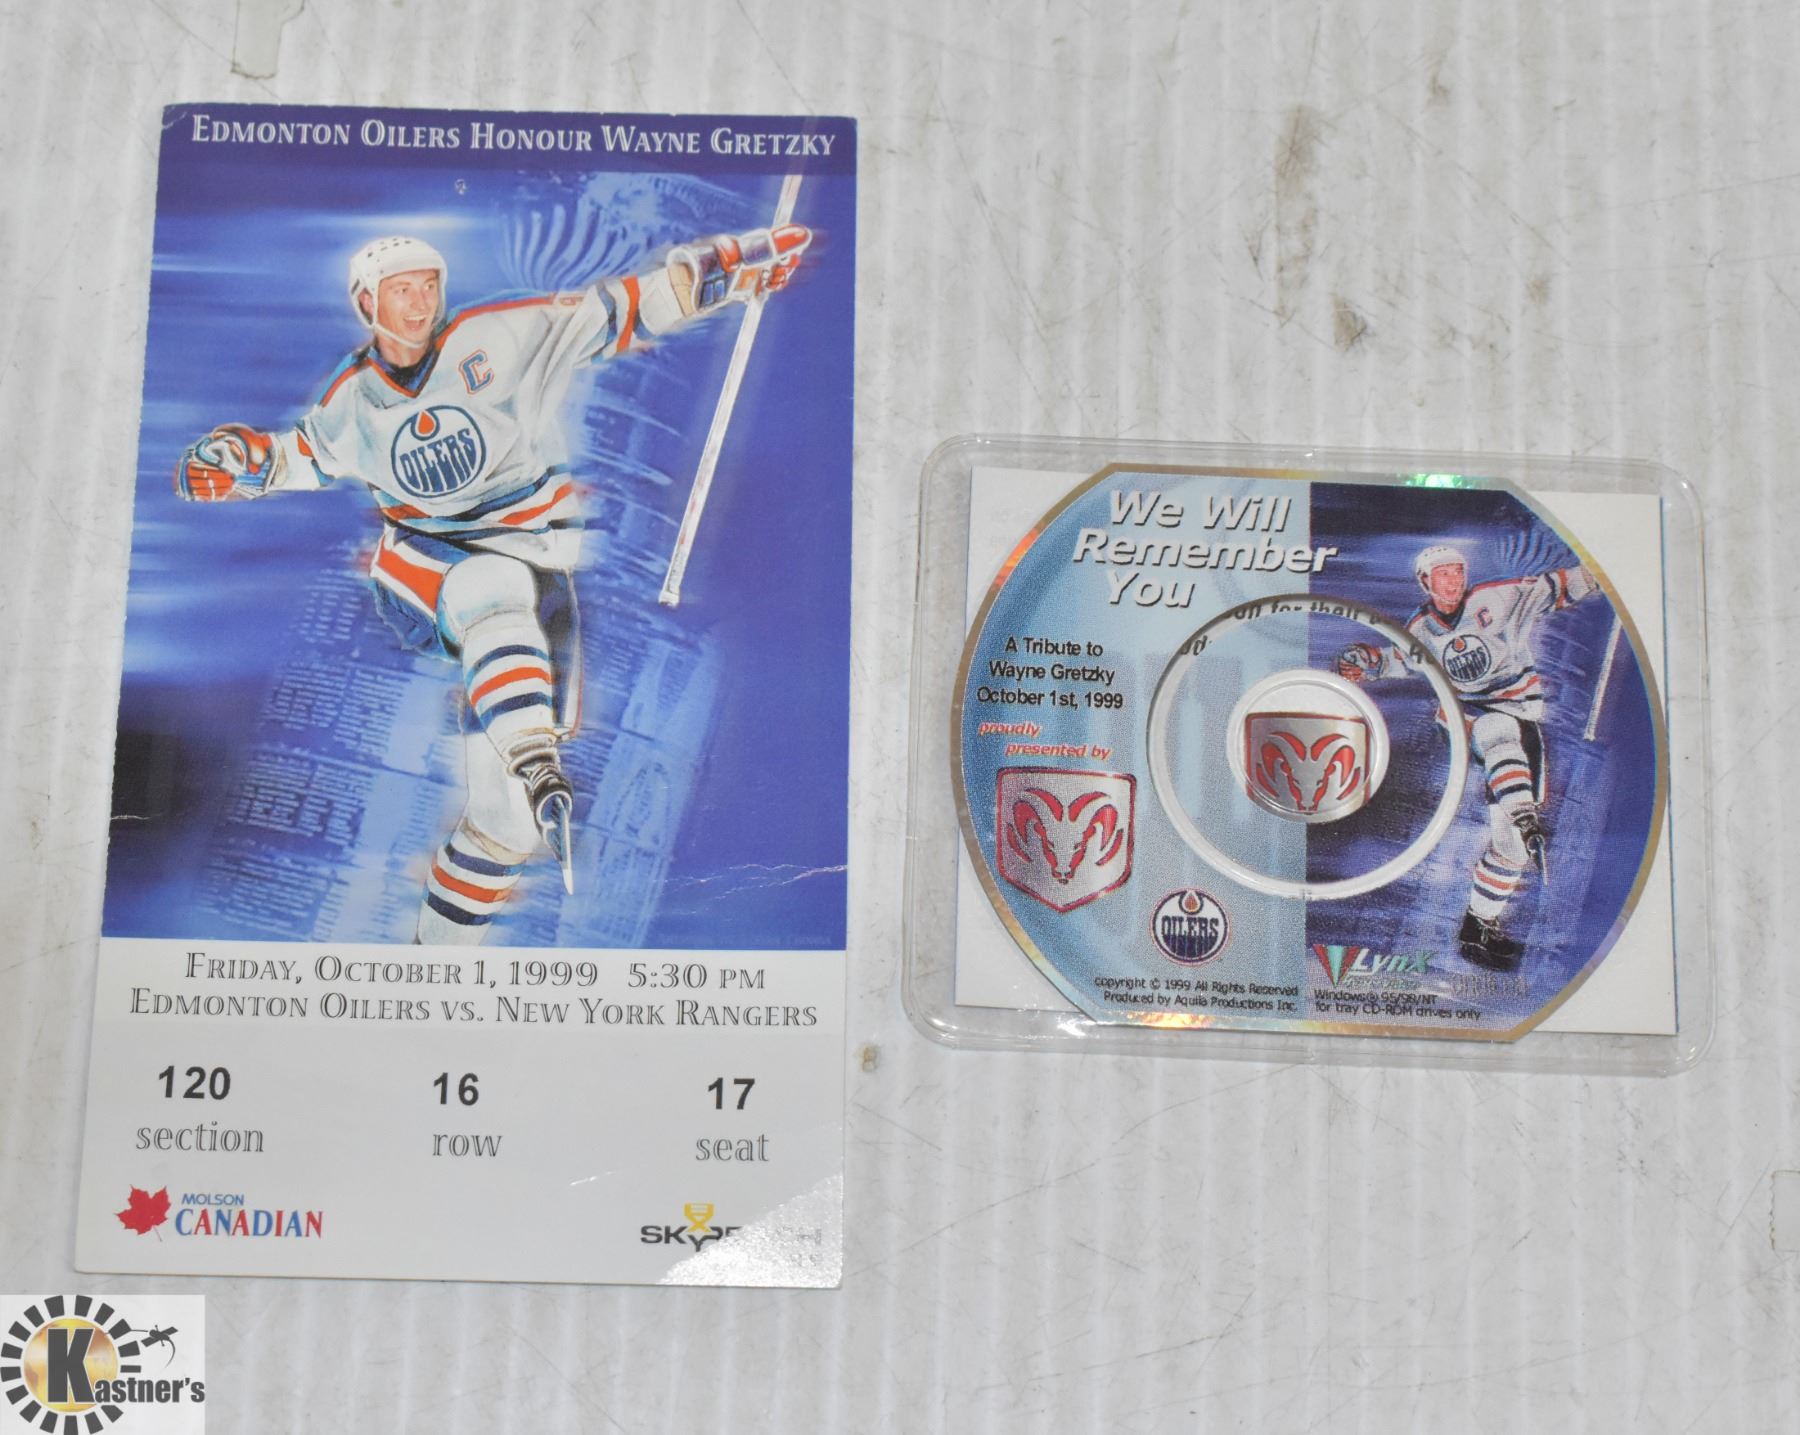 EDMONTON OILERS HONOUR WAYNE GRETZKY
C
OILERS
FRIDAY, OCTOBER 1, 1999 5:30 PM
EDMONTON OILERS VS. NEW YORK RANGERS
120 16 17
section row seat
MOLSON
CANADIAN
We Will
Remember
You
A Tribute to
Wayne Gretzky
October 1st, 1999
proudly
presented by
for their
C
OILERS
OILERS
LynX
copyright © 1999 All Rights Reserved
Produced by Aquila Productions Inc.
Windows® 95/98/NT
for tray CD-ROM drives only
Kastner's